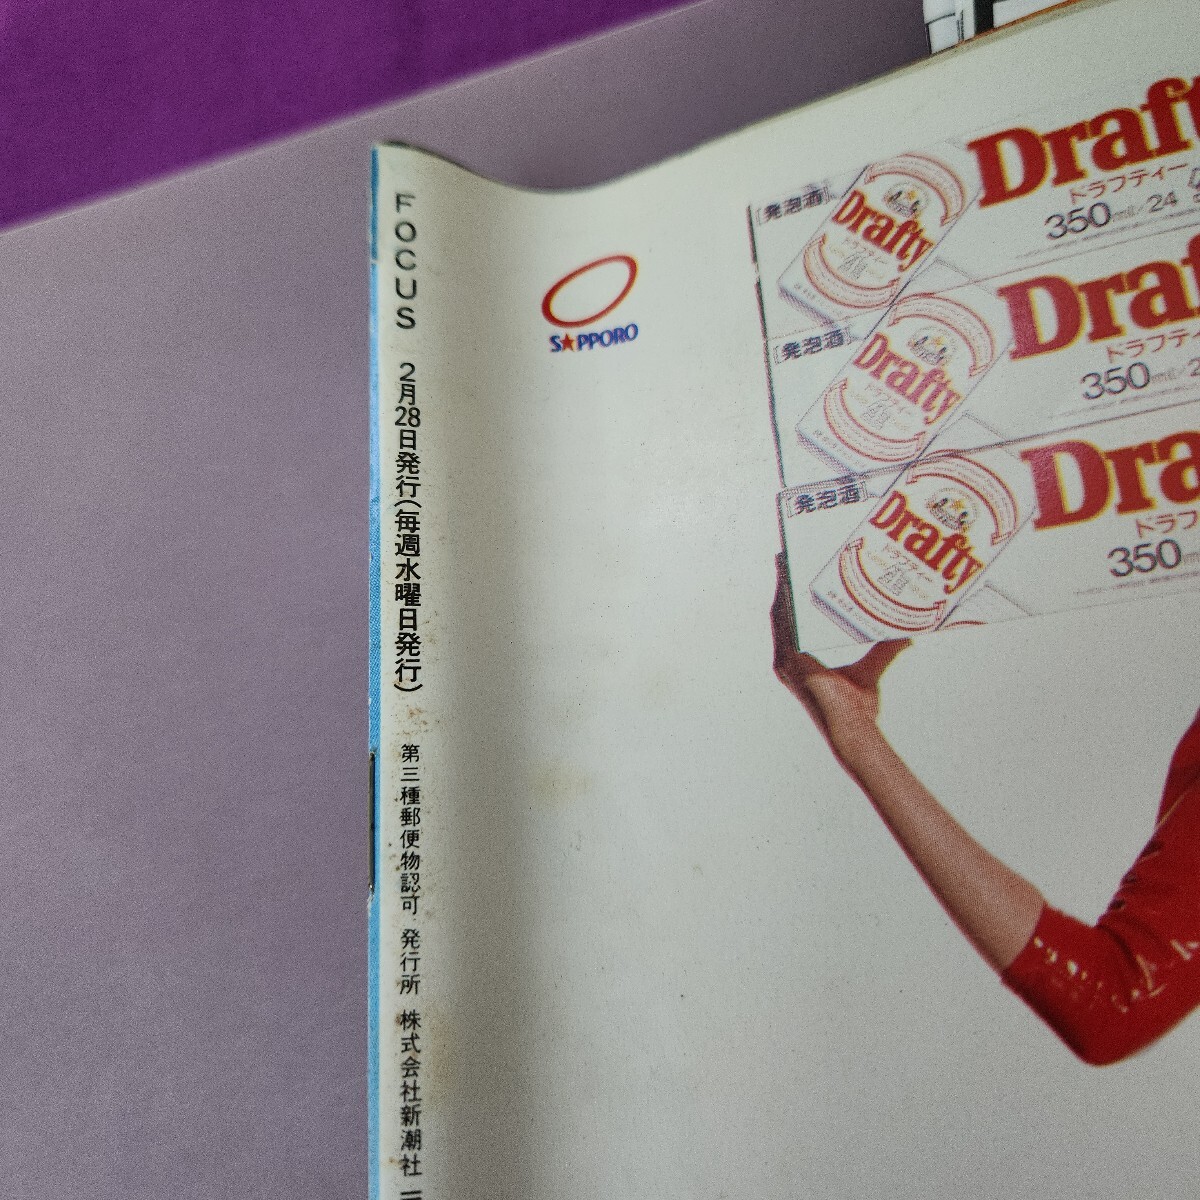 FOCUS 2月28日発行(毎週水曜日発行) 第三種郵便物認可 発行所 株式会社新潮社
SAPPORO
[発泡酒]
Drafty
ドラフティー
Draft
ドラフティー
350ml 24
[発泡酒]
Drafty
ドラフティー
Dra
ドラフティ
350ml
[発泡酒]
Drafty
ドラフティー
Dra
ドラフ
350